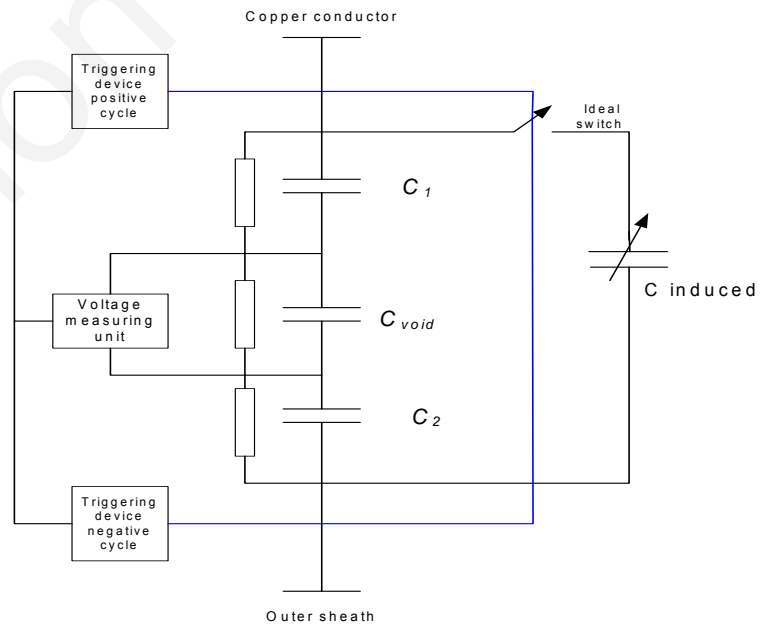 Copper conductor
Triggering
device
positive
cycle
Ideal
switch
C 1
Voltage
measuring
unit
C void
C induced
C 2
Triggering
device
negative
cycle
Outer sheath